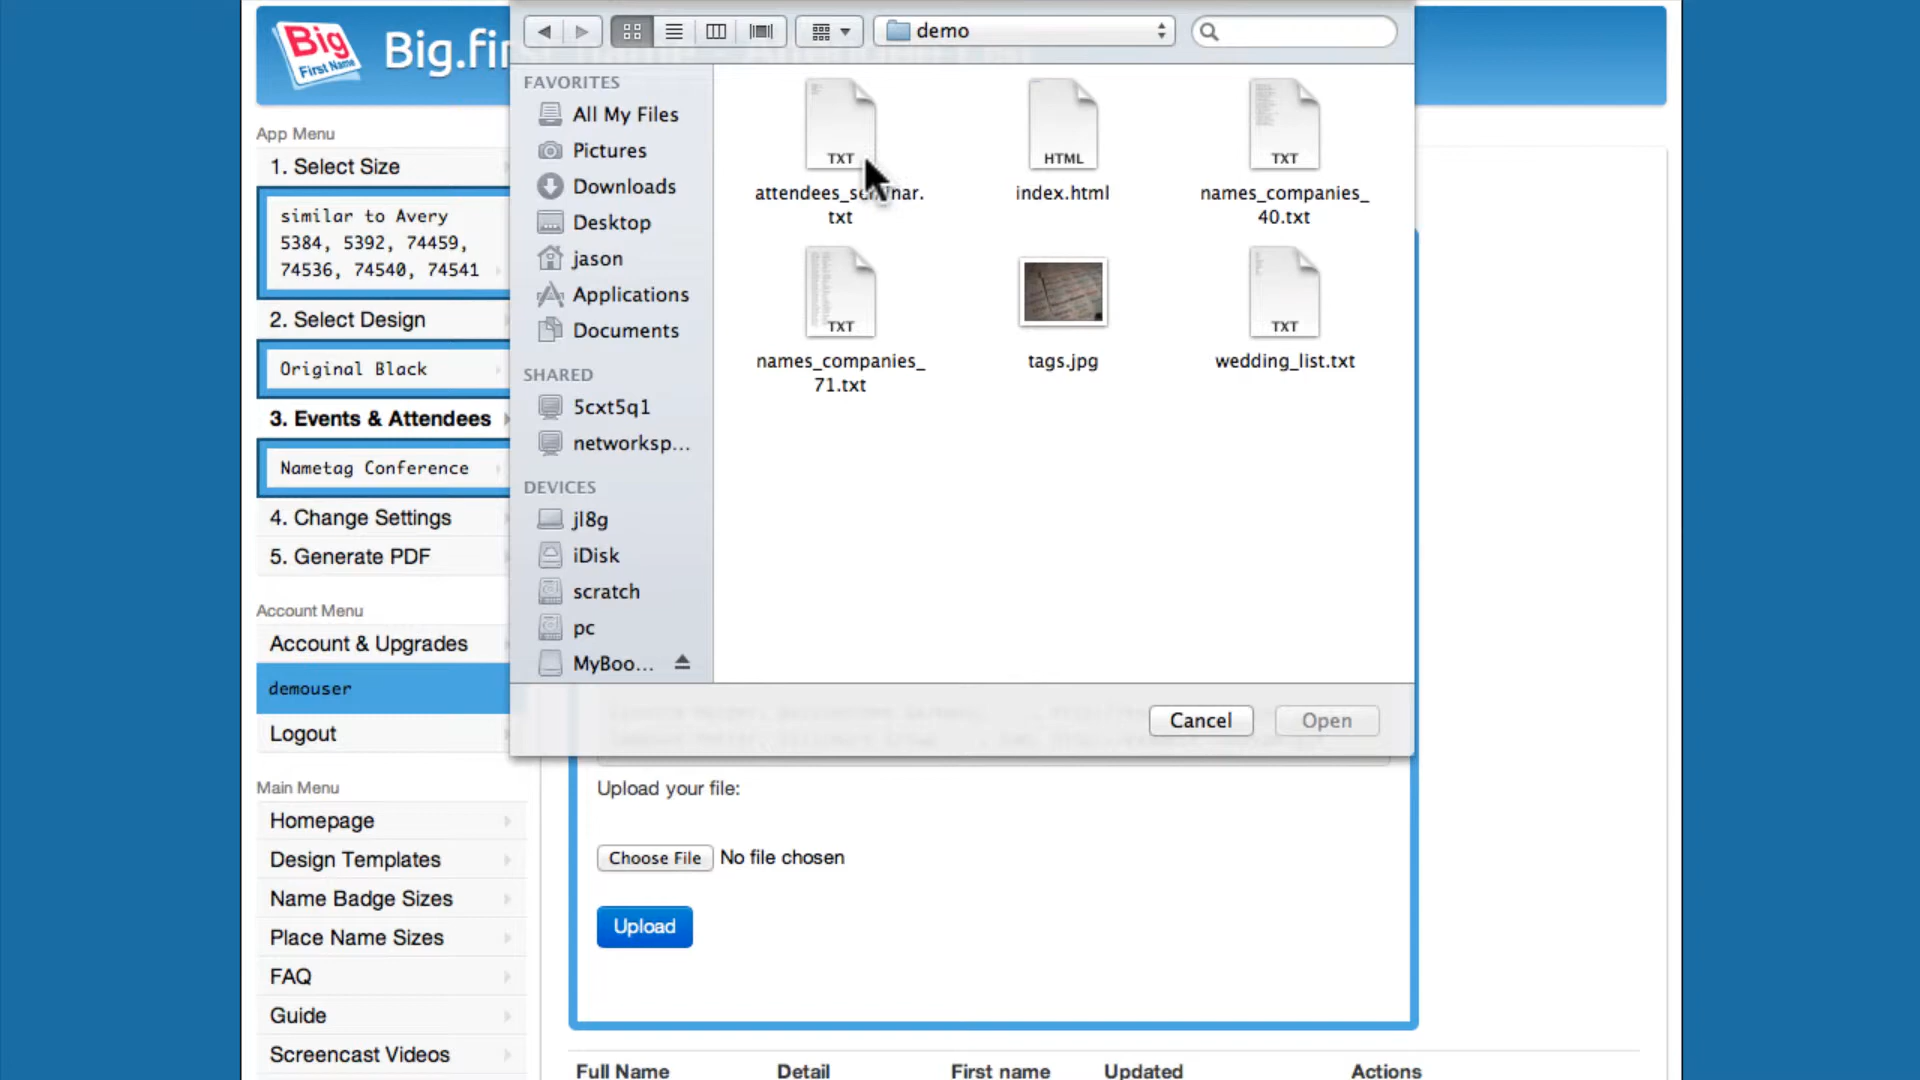 Big
First Name
Big.fir
demo
FAVORITES
All My Files
Pictures
Downloads
Desktop
jason
Applications
Documents
SHARED
5cxt5q1
networksp...
DEVICES
jl8g
iDisk
scratch
pc
MyBoo...
TXT
attendees_seminar.
txt
HTML
index.html
TXT
names_companies_
40.txt
TXT
names_companies_
71.txt
tags.jpg
TXT
wedding_list.txt
Cancel
Open
App Menu
1. Select Size
similar to Avery
5384, 5392, 74459,
74536, 74540, 74541
2. Select Design
Original Black
3. Events & Attendees
Nametag Conference
4. Change Settings
5. Generate PDF
Account Menu
Account & Upgrades
demouser
Logout
Main Menu
Homepage
Design Templates
Name Badge Sizes
Place Name Sizes
FAQ
Guide
Screencast Videos
Upload your file:
Choose File No file chosen
Upload
Full Name Detail First name Updated Actions